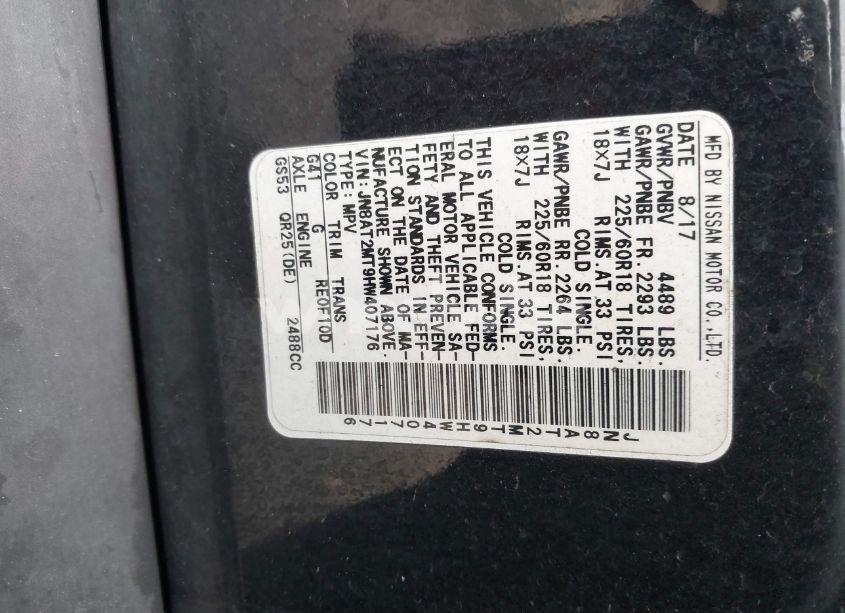 MFD BY NISSAN MOTOR CO.,LTD.
DATE 8/17
GVWR/PNBV 4489 LBS.
GAWR/PNBE FR. 2293 LBS.
WITH 225/60R18 TIRES,
18X7J RIMS.AT 33 PSI
COLD SINGLE.
GAWR/PNBE RR. 2264 LBS.
WITH 225/60R18 TIRES,
18X7J RIMS.AT 33 PSI
COLD SINGLE.
THIS VEHICLE CONFORMS
TO ALL APPLICABLE FED-
ERAL MOTOR VEHICLE SA-
FETY AND THEFT PREVEN-
TION STANDARDS IN EFF-
ECT ON THE DATE OF MA-
NUFACTURE SHOWN ABOVE.
VIN:JN8AT2MT9HW407176
TYPE:MPV
COLOR TRIM TRANS
G41 G RE0F10D
AXLE ENGINE
GS53 QR25(DE) 2488CC
JN8AT2MT9HW407176